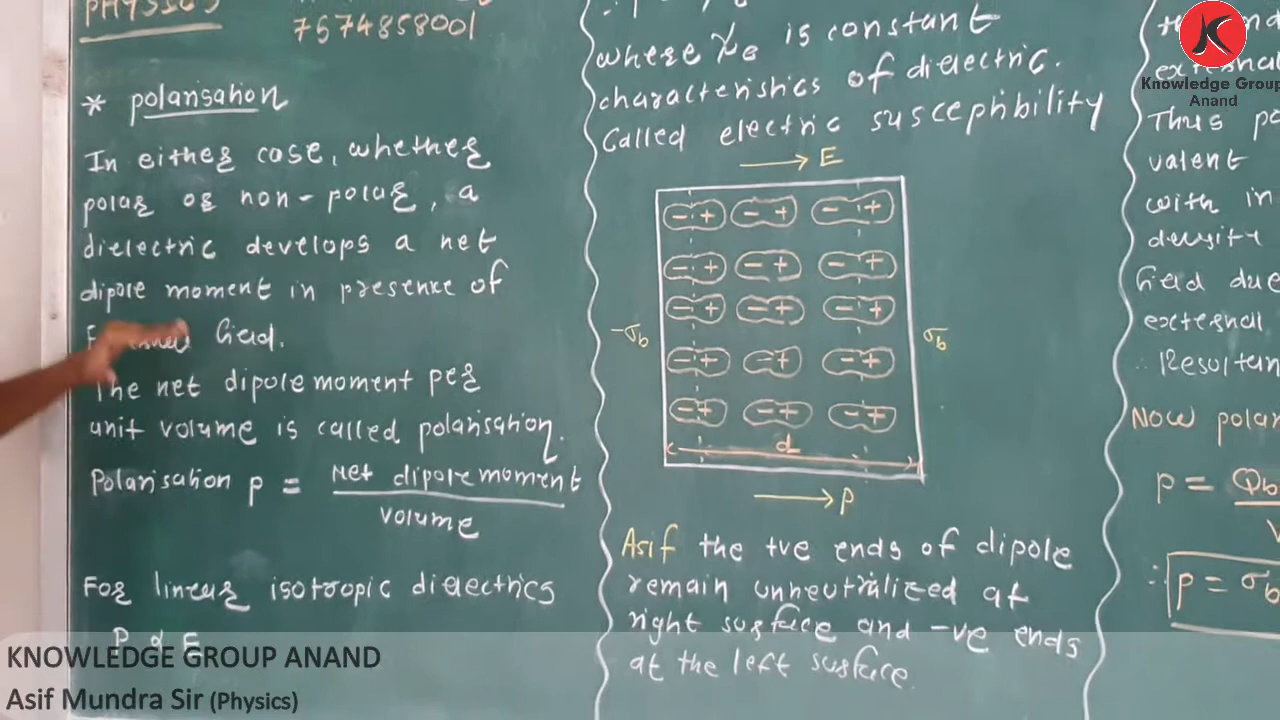 PHYSICS
7574858001
* polarisation
In either case, whether
polar or non-polar, a
dielectric develops a net
dipole moment in presence of
field.
The net dipole moment per
unit volume is called polarisation.
Polarisation p = Net dipole moment
volume
For linear isotropic dielectrics
P α E
where χe is constant
characteristics of dielectric.
Called electric susceptibility
→ E
- + - + - +
- + - + - +
- + - + - +
-σb σb
- + - + - +
- + - + - +
d
→ P
Asif the +ve ends of dipole
remain unneutralized at
right surface and -ve ends
at the left surface.
Thus
valent
with in
density
field due
external
∴ Resultan
Now polar
p = Qb
V
∴ p = σb
Knowledge Group
Anand
KNOWLEDGE GROUP ANAND
Asif Mundra Sir (Physics)